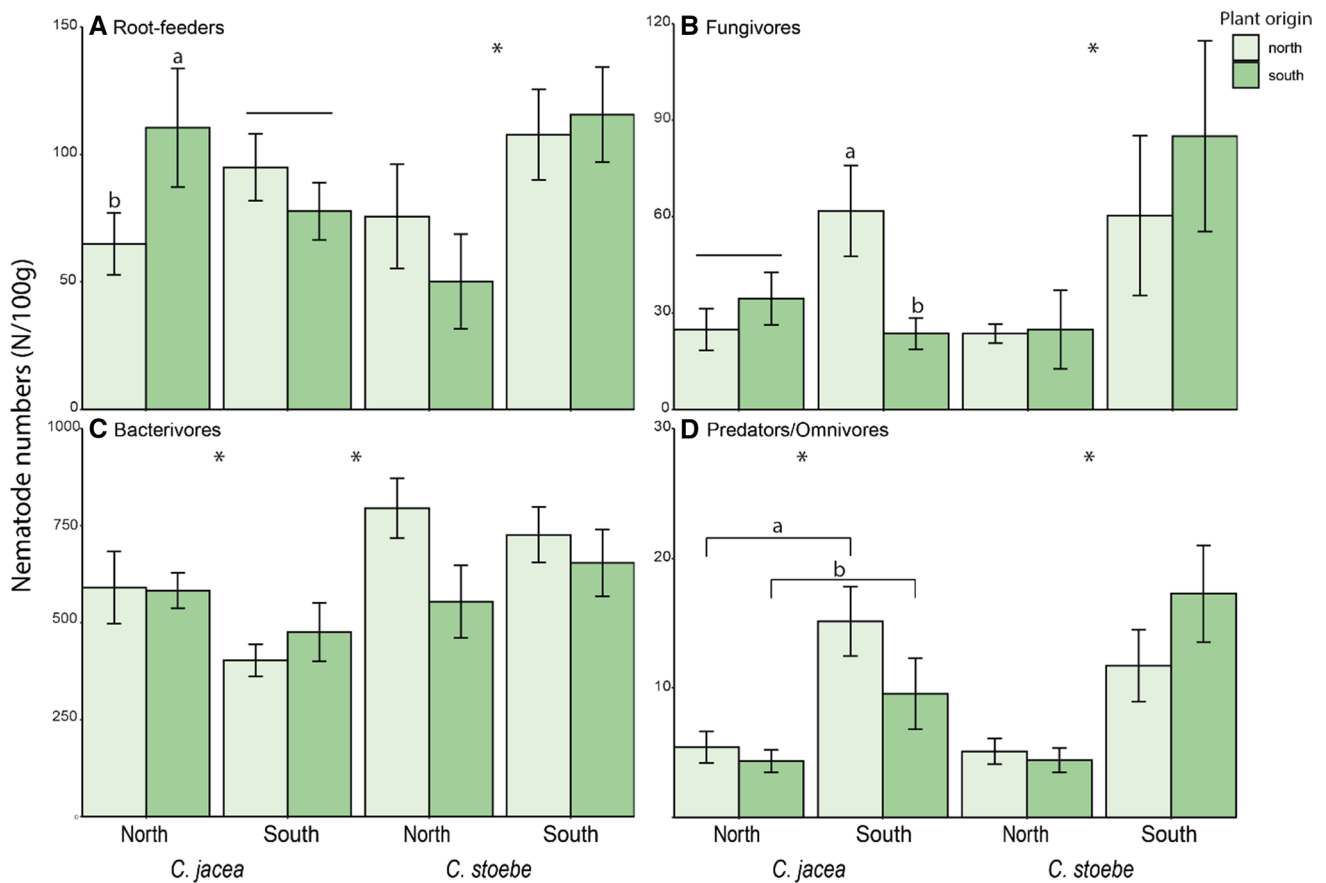 Plant origin
north
south
A Root-feeders
*
a
b
150
100
50
0
B Fungivores
*
a
b
120
90
60
30
0
Nematode numbers (N/100g)
C Bacterivores
* *
1000
750
500
250
0
D Predators/Omnivores
* *
a
b
30
20
10
North South North South
C. jacea C. stoebe
North South North South
C. jacea C. stoebe